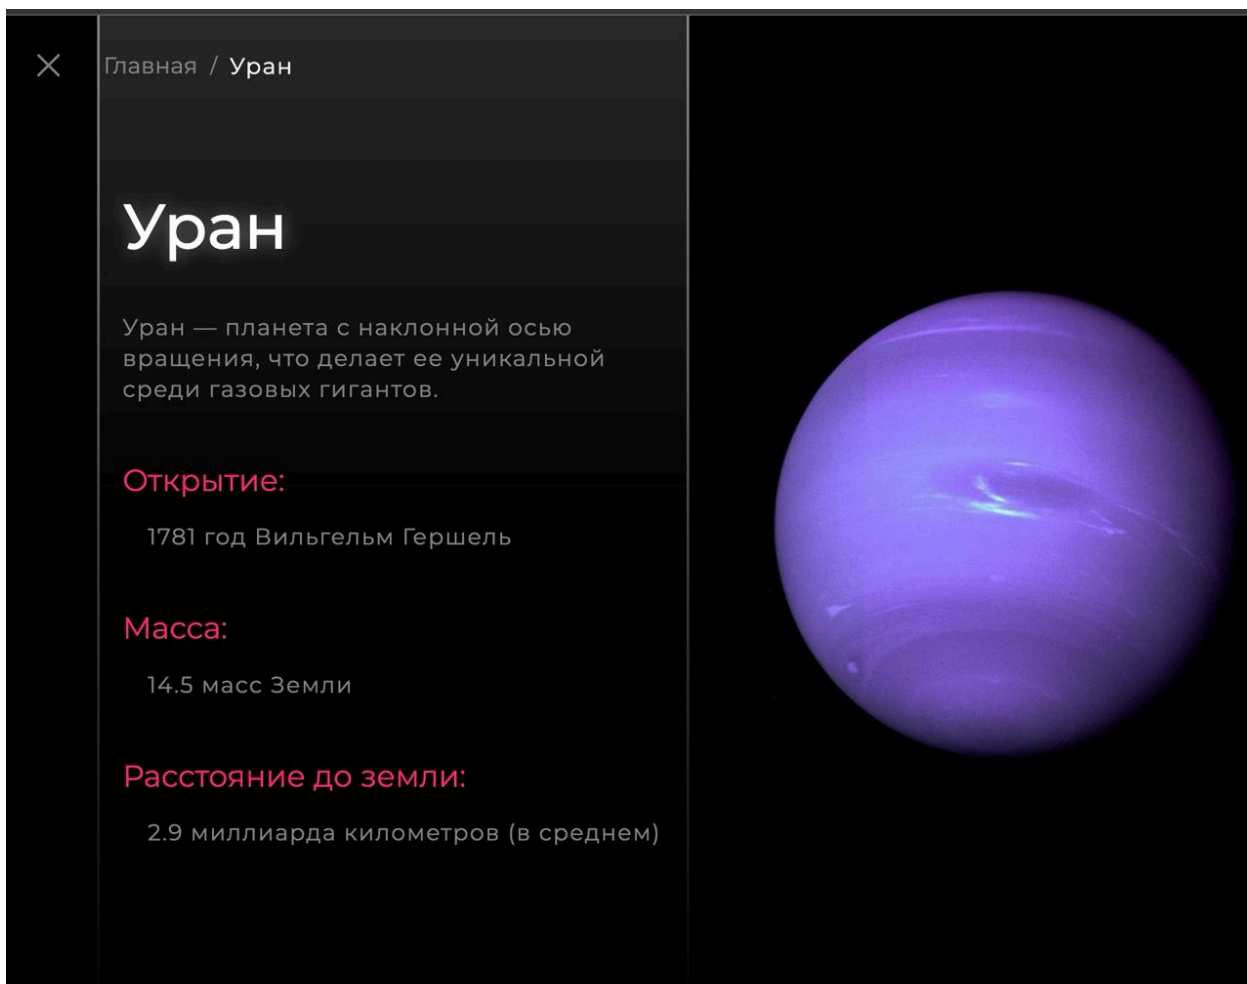 Главная / Уран
Уран
Уран — планета с наклонной осью
вращения, что делает ее уникальной
среди газовых гигантов.
Открытие:
1781 год Вильгельм Гершель
Масса:
14.5 масс Земли
Расстояние до земли:
2.9 миллиарда километров (в среднем)